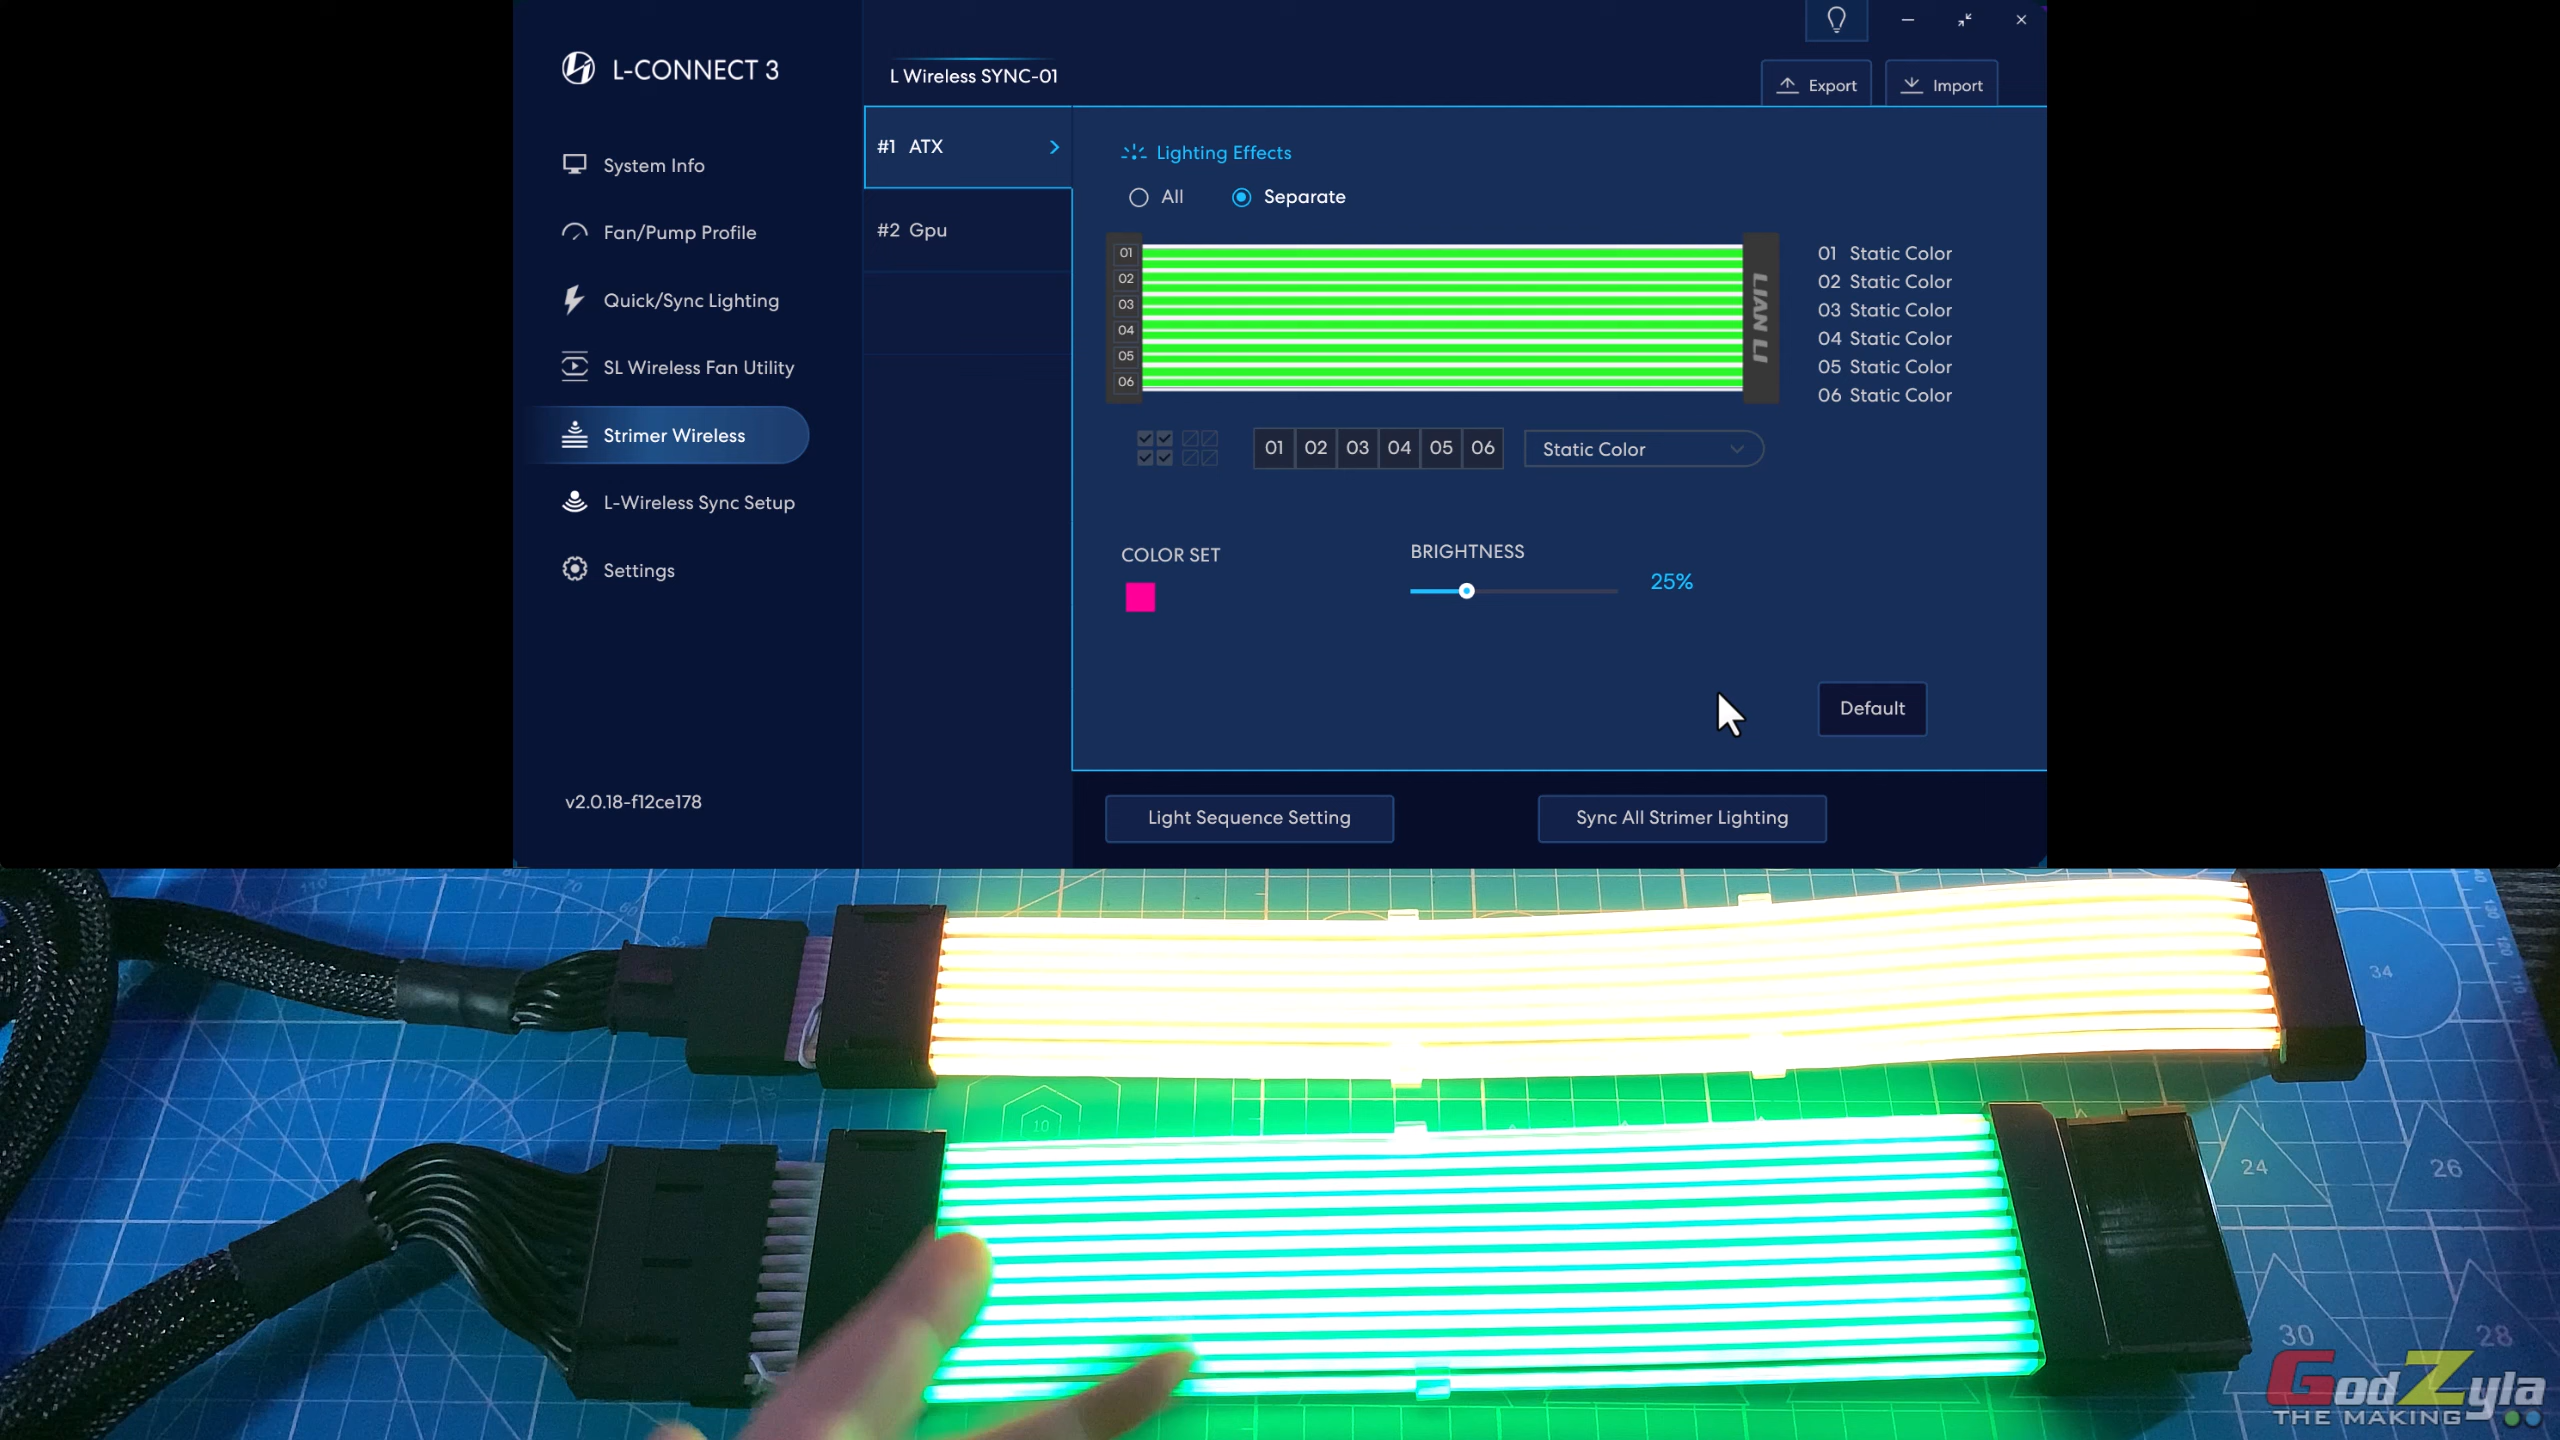 L-CONNECT 3
System Info
Fan/Pump Profile
Quick/Sync Lighting
SL Wireless Fan Utility
Strimer Wireless
L-Wireless Sync Setup
Settings
v2.0.18-f12ce178
L Wireless SYNC-01
Export
Import
#1 ATX
#2 Gpu
Lighting Effects
All
Separate
01
02
03
04
05
06
LIAN LI
01 Static Color
02 Static Color
03 Static Color
04 Static Color
05 Static Color
06 Static Color
01 02 03 04 05 06
Static Color
COLOR SET
BRIGHTNESS
25%
Default
Light Sequence Setting
Sync All Strimer Lighting
34
10
24
26
30
28
GodZyla
THE MAKING